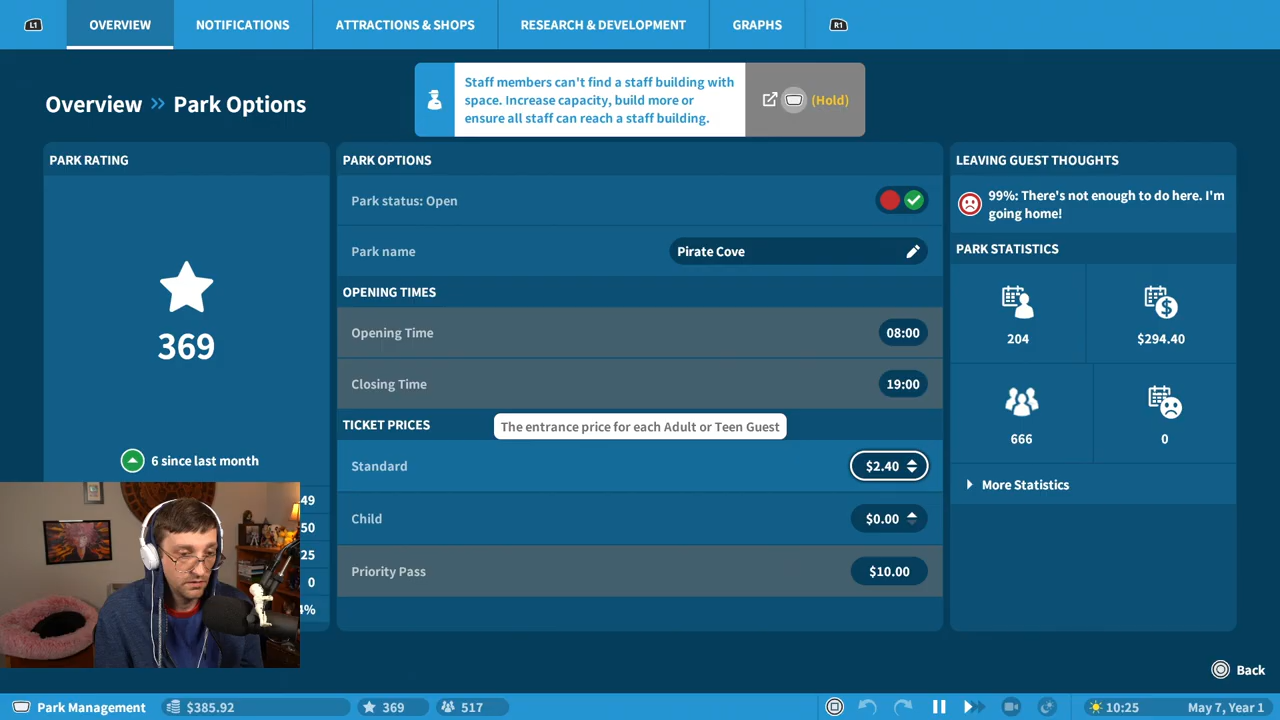 L1
OVERVIEW
NOTIFICATIONS
ATTRACTIONS & SHOPS
RESEARCH & DEVELOPMENT
GRAPHS
R1
Overview » Park Options
Staff members can't find a staff building with
space. Increase capacity, build more or
ensure all staff can reach a staff building.
(Hold)
PARK RATING
369
6 since last month
49
50
25
0
4%
PARK OPTIONS
Park status: Open
Park name
Pirate Cove
OPENING TIMES
Opening Time
08:00
Closing Time
19:00
TICKET PRICES
The entrance price for each Adult or Teen Guest
Standard
$2.40
Child
$0.00
Priority Pass
$10.00
LEAVING GUEST THOUGHTS
99%: There's not enough to do here. I'm
going home!
PARK STATISTICS
204
$294.40
666
0
More Statistics
Back
Park Management
$385.92
369
517
10:25
May 7, Year 1